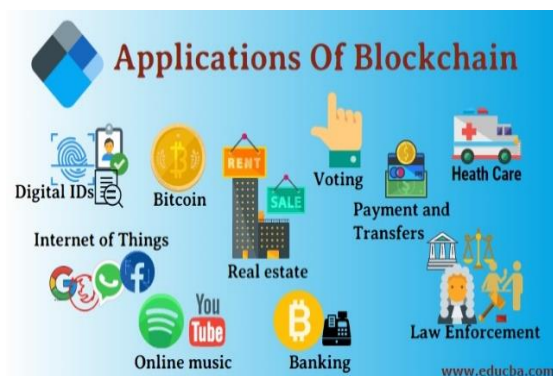 Applications Of Blockchain
Digital IDs
Bitcoin
RENT
SALE
Real estate
Voting
Payment and
Transfers
Heath Care
Internet of Things
You
Tube
Online music
Banking
Law Enforcement
www.educba.com